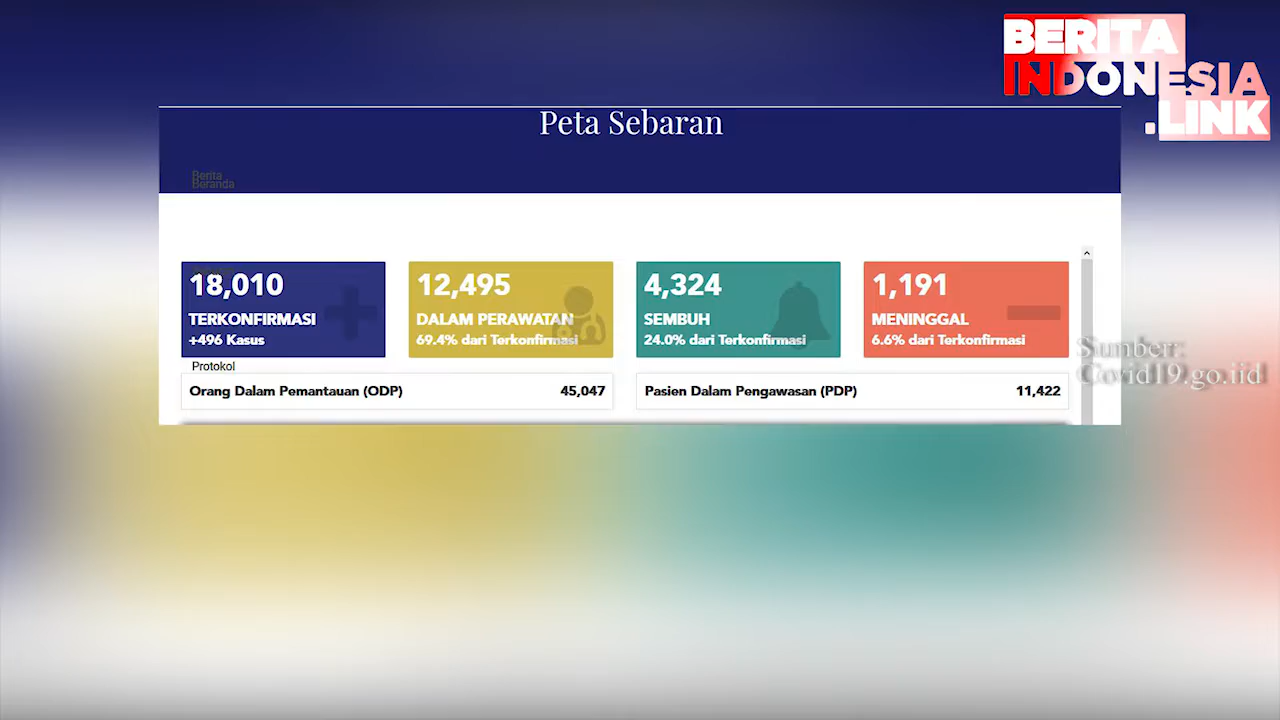 BERITA
INDONESIA
.LINK
Peta Sebaran
Berita
Beranda
18,010
TERKONFIRMASI
+496 Kasus
12,495
DALAM PERAWATAN
69.4% dari Terkonfirmasi
4,324
SEMBUH
24.0% dari Terkonfirmasi
1,191
MENINGGAL
6.6% dari Terkonfirmasi
Sumber:
Covid19.go.iid
Protokol
Orang Dalam Pemantauan (ODP) 45,047
Pasien Dalam Pengawasan (PDP) 11,422